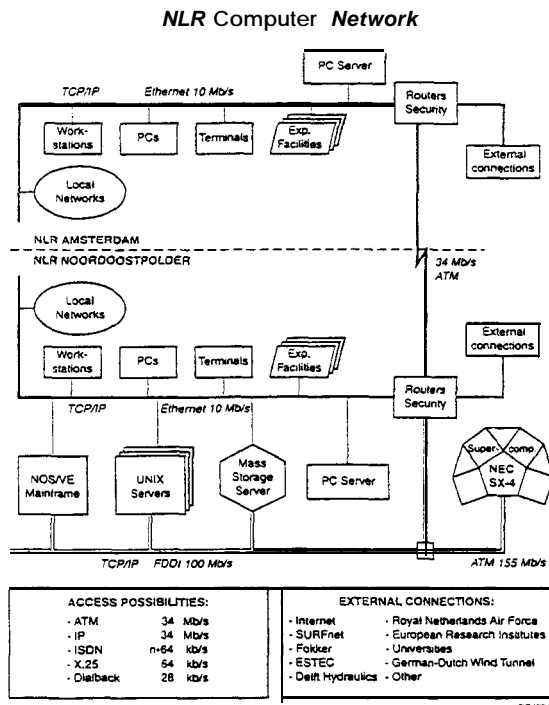 NLR Computer Network
PC Server
TCP/IP
Ethernet 10 Mb/s
Routers
Security
Work-
stations
PCs
Terminals
Exp.
Facilities
External
connections
Local
Networks
NLR AMSTERDAM
NLR NOORDOOSTPOLDER
34 Mb/s
ATM
Local
Networks
External
connections
Work-
stations
PCs
Terminals
Exp.
Facilities
Routers
Security
TCP/IP
Ethernet 10 Mb/s
NOS/VE
Mainframe
UNIX
Servers
Mass
Storage
Server
PC Server
Super-
comp.
NEC
SX-4
TCP/IP
FDDI 100 Mb/s
ATM 155 Mb/s
ACCESS POSSIBILITIES:
- ATM 34 Mb/s
- IP 34 Mb/s
- ISDN n*64 kb/s
- X.25 64 kb/s
- Dialback 28 kb/s
EXTERNAL CONNECTIONS:
- Internet
- SURFnet
- Fokker
- ESTEC
- Delft Hydraulics
- Royal Netherlands Air Force
- European Research Institutes
- Universities
- German-Dutch Wind Tunnel
- Other